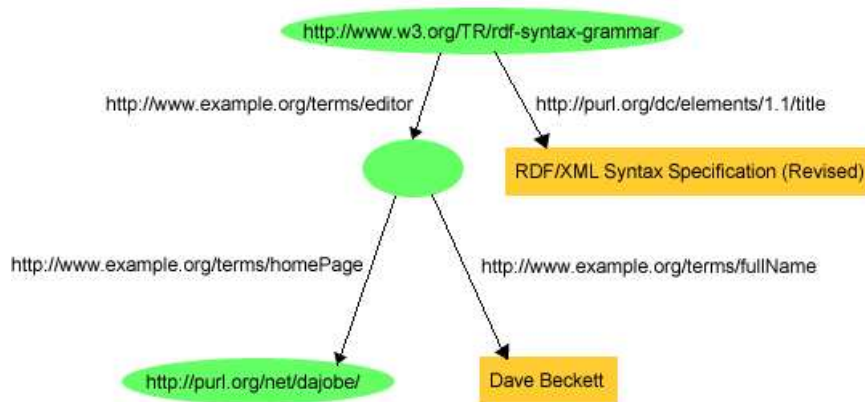 http://www.w3.org/TR/rdf-syntax-grammar
http://www.example.org/terms/editor
http://purl.org/dc/elements/1.1/title
RDF/XML Syntax Specification (Revised)
http://www.example.org/terms/homePage
http://www.example.org/terms/fullName
http://purl.org/net/dajobe/
Dave Beckett